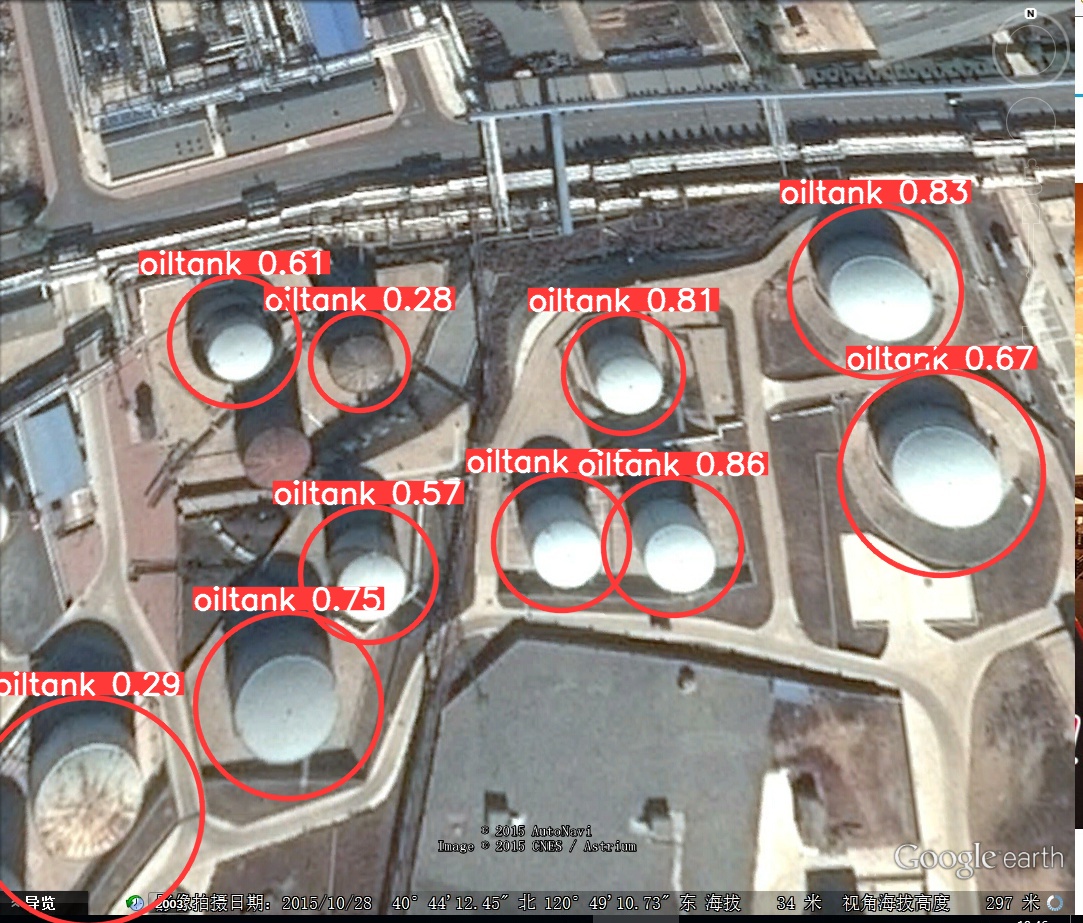 N
oiltank 0.83
oiltank 0.61
oiltank 0.28
oiltank 0.81
oiltank 0.67
oiltank
oiltank 0.86
oiltank 0.57
oiltank 0.75
oiltank 0.29
© 2015 AutoNavi
Image © 2015 CNES / Astrium
Google earth
导览
2003
影像拍摄日期: 2015/10/28 40°44'12.45" 北 120°49'10.73" 东 海拔 34 米 视角海拔高度 297 米